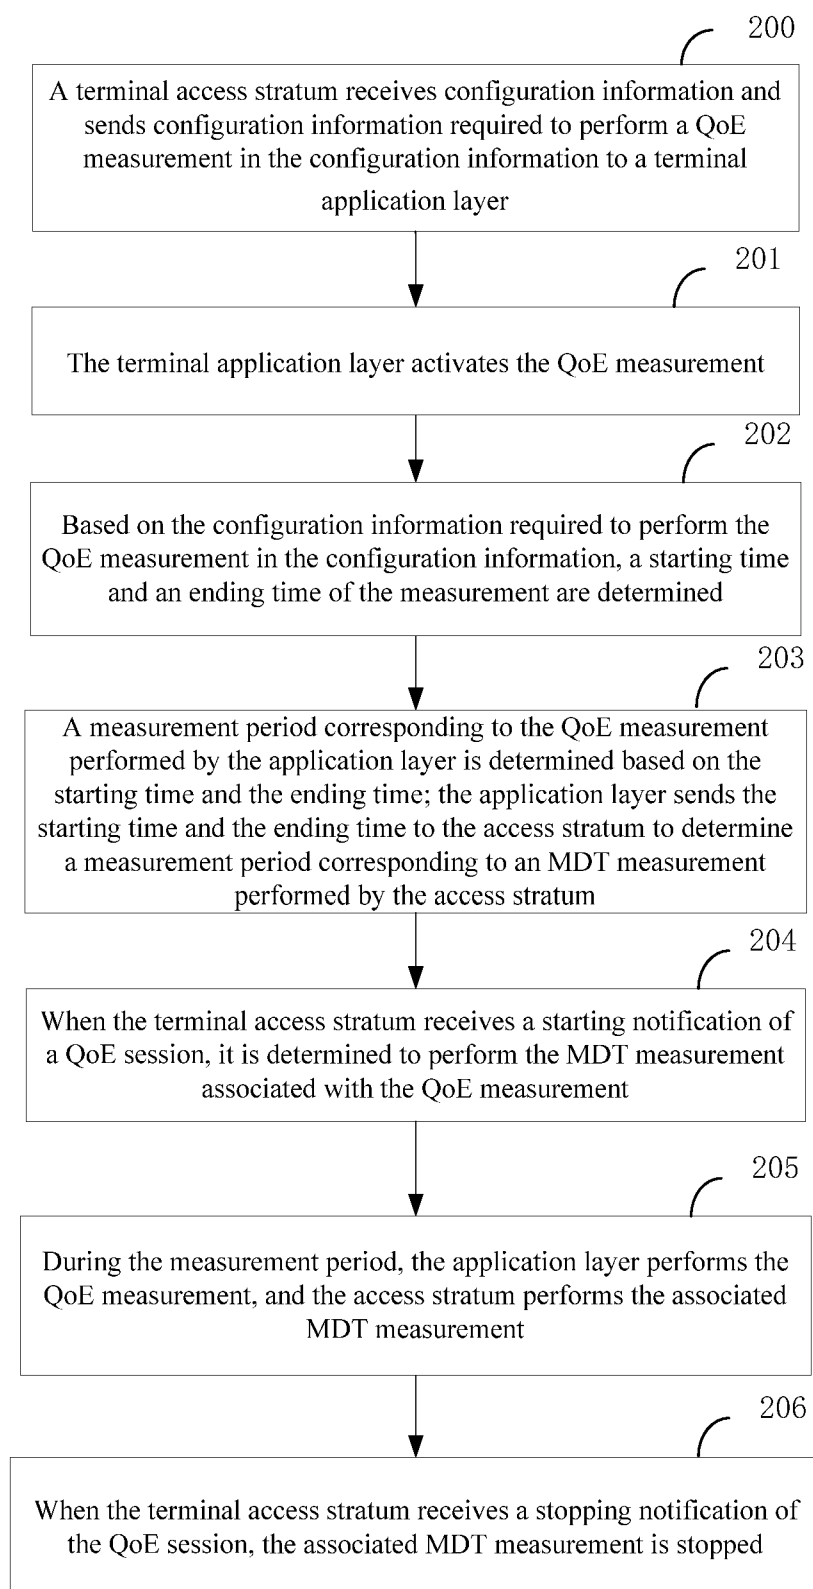 200
A terminal access stratum receives configuration information and
sends configuration information required to perform a QoE
measurement in the configuration information to a terminal
application layer
201
The terminal application layer activates the QoE measurement
202
Based on the configuration information required to perform the
QoE measurement in the configuration information, a starting time
and an ending time of the measurement are determined
203
A measurement period corresponding to the QoE measurement
performed by the application layer is determined based on the
starting time and the ending time; the application layer sends the
starting time and the ending time to the access stratum to determine
a measurement period corresponding to an MDT measurement
performed by the access stratum
204
When the terminal access stratum receives a starting notification of
a QoE session, it is determined to perform the MDT measurement
associated with the QoE measurement
205
During the measurement period, the application layer performs the
QoE measurement, and the access stratum performs the associated
MDT measurement
206
When the terminal access stratum receives a stopping notification of
the QoE session, the associated MDT measurement is stopped